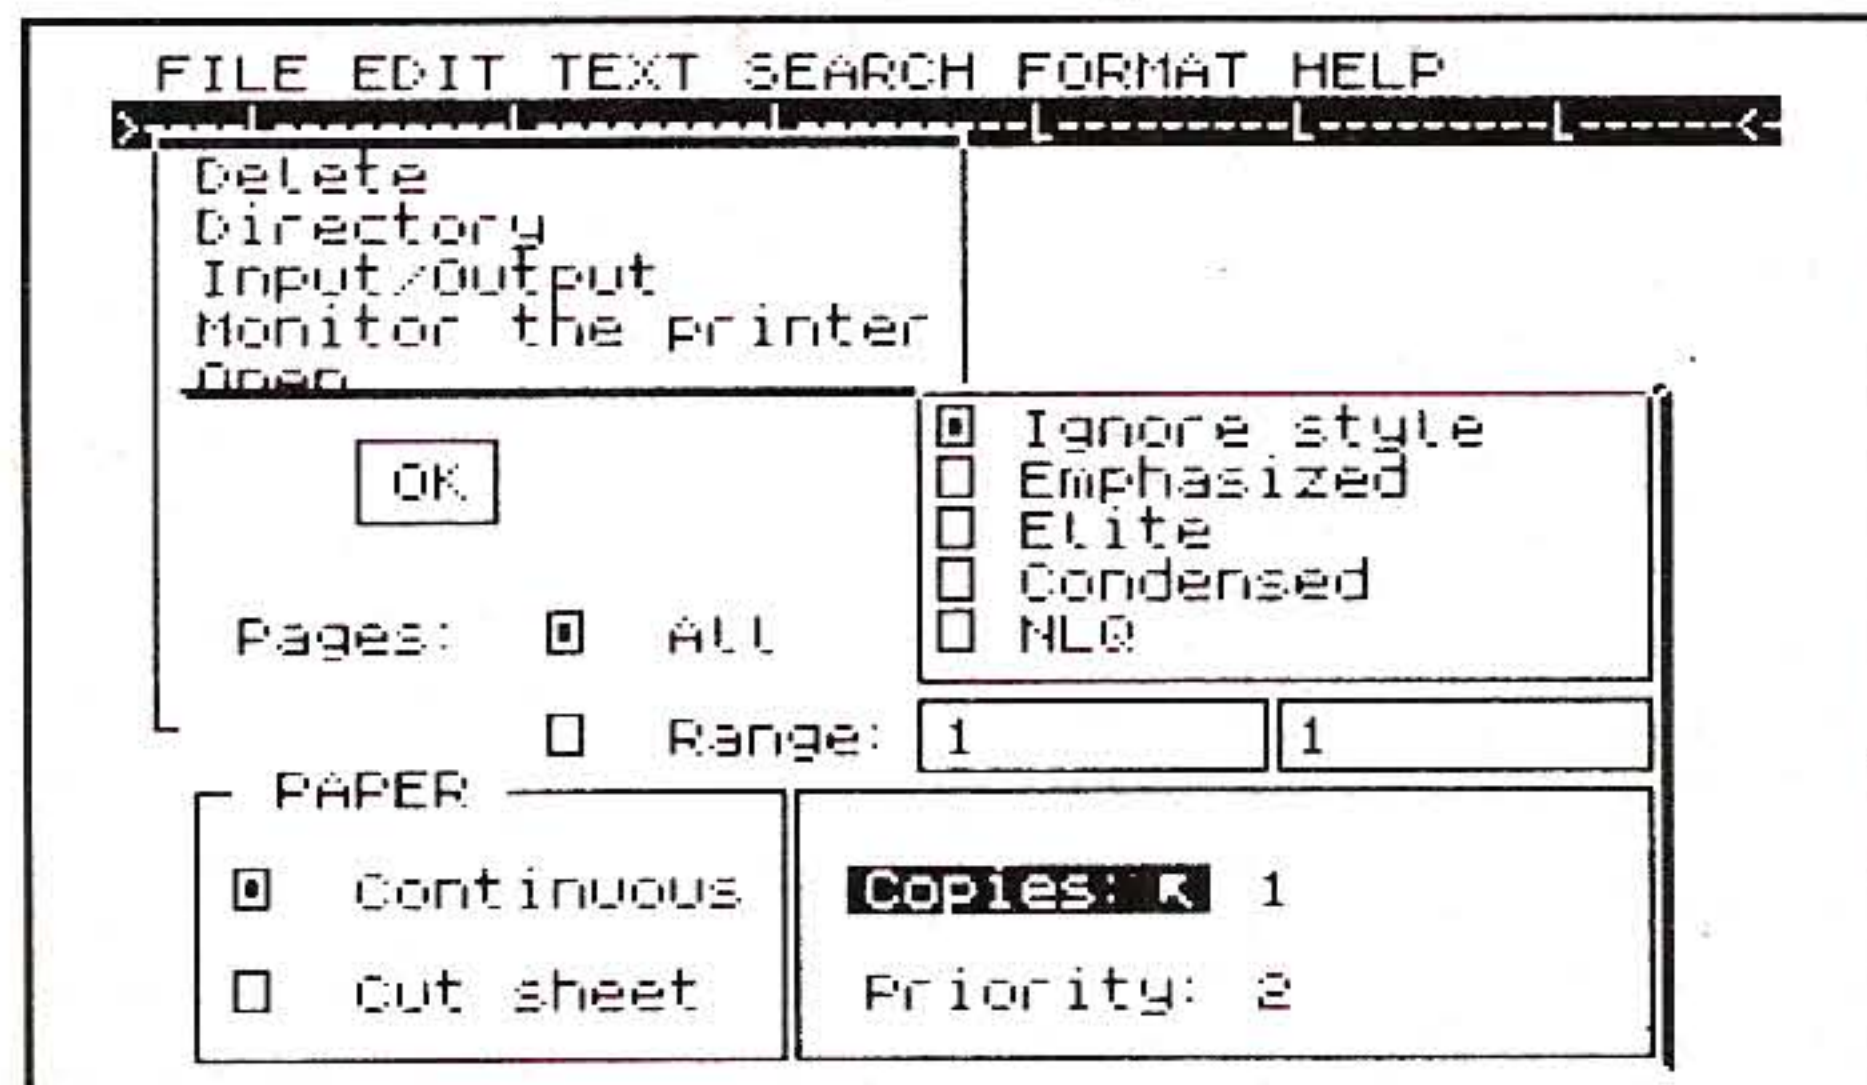 FILE EDIT TEXT SEARCH FORMAT HELP
Delete
Directory
Input/Output
Monitor the printer
Open
OK
Ignore style
Emphasized
Elite
Condensed
NLQ
Pages: All
Range: 1 1
PAPER
Continuous
Cut sheet
Copies: 1
Priority: 2